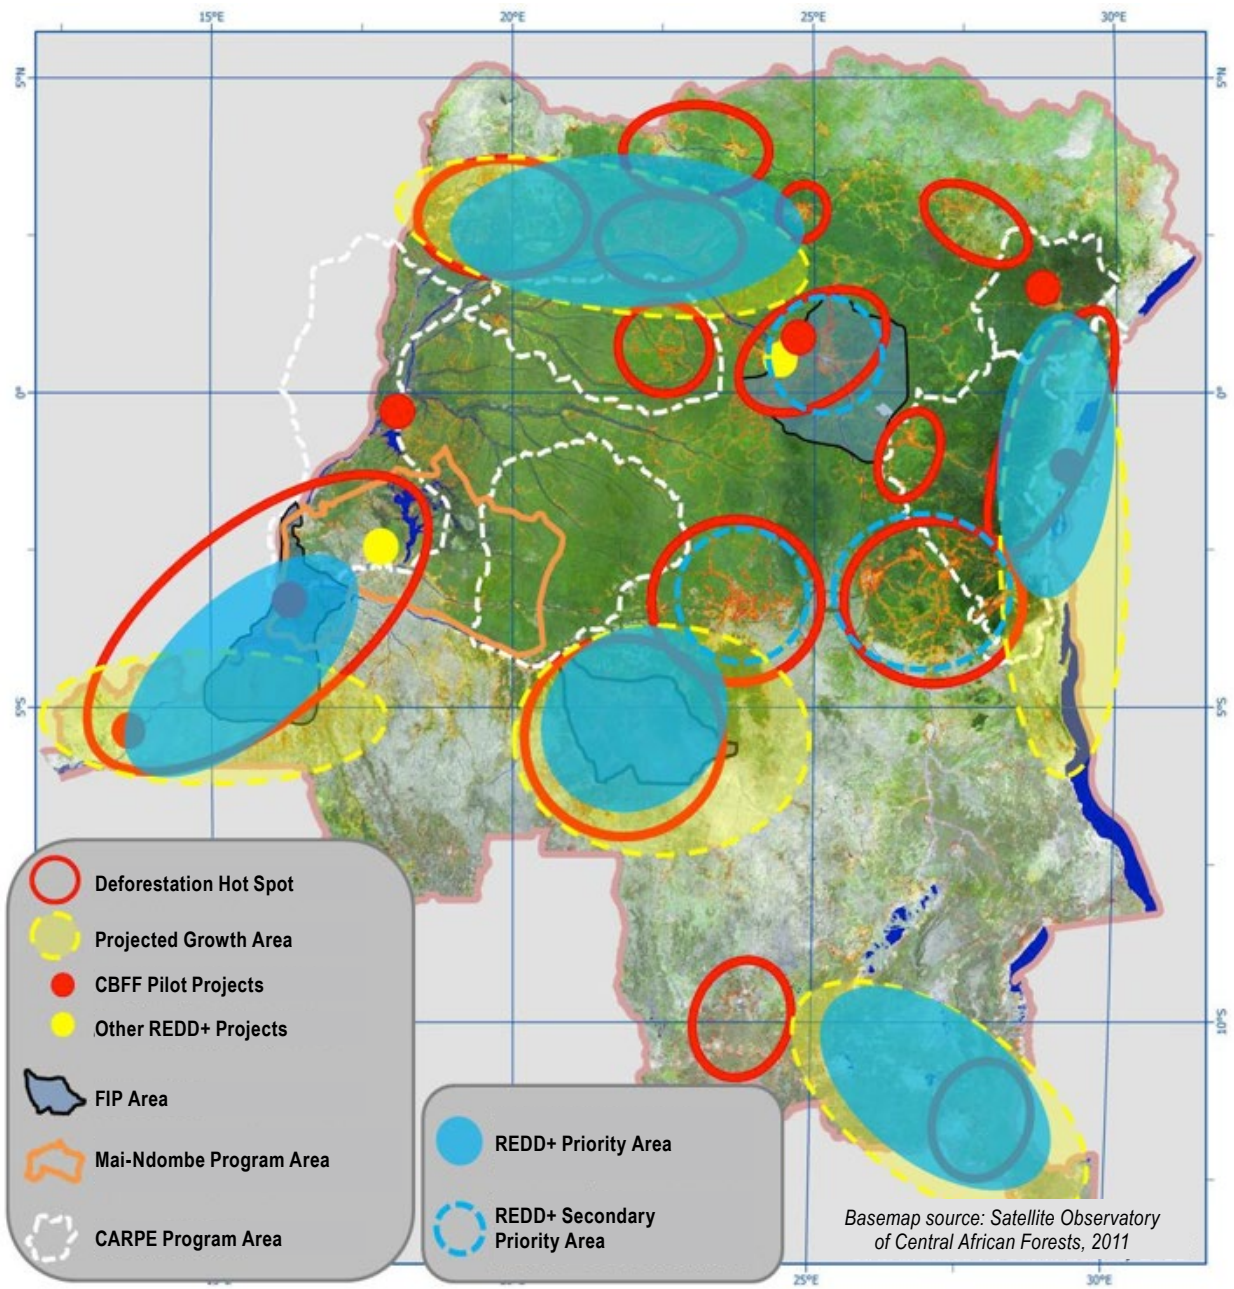 15°E 20°E 25°E 30°E
5°N 5°N
0° 0°
5°S 5°S
10°S
Deforestation Hot Spot
Projected Growth Area
CBFF Pilot Projects
Other REDD+ Projects
FIP Area
Mai-Ndombe Program Area
CARPE Program Area
REDD+ Priority Area
REDD+ Secondary
Priority Area
Basemap source: Satellite Observatory
of Central African Forests, 2011
25°E 30°E